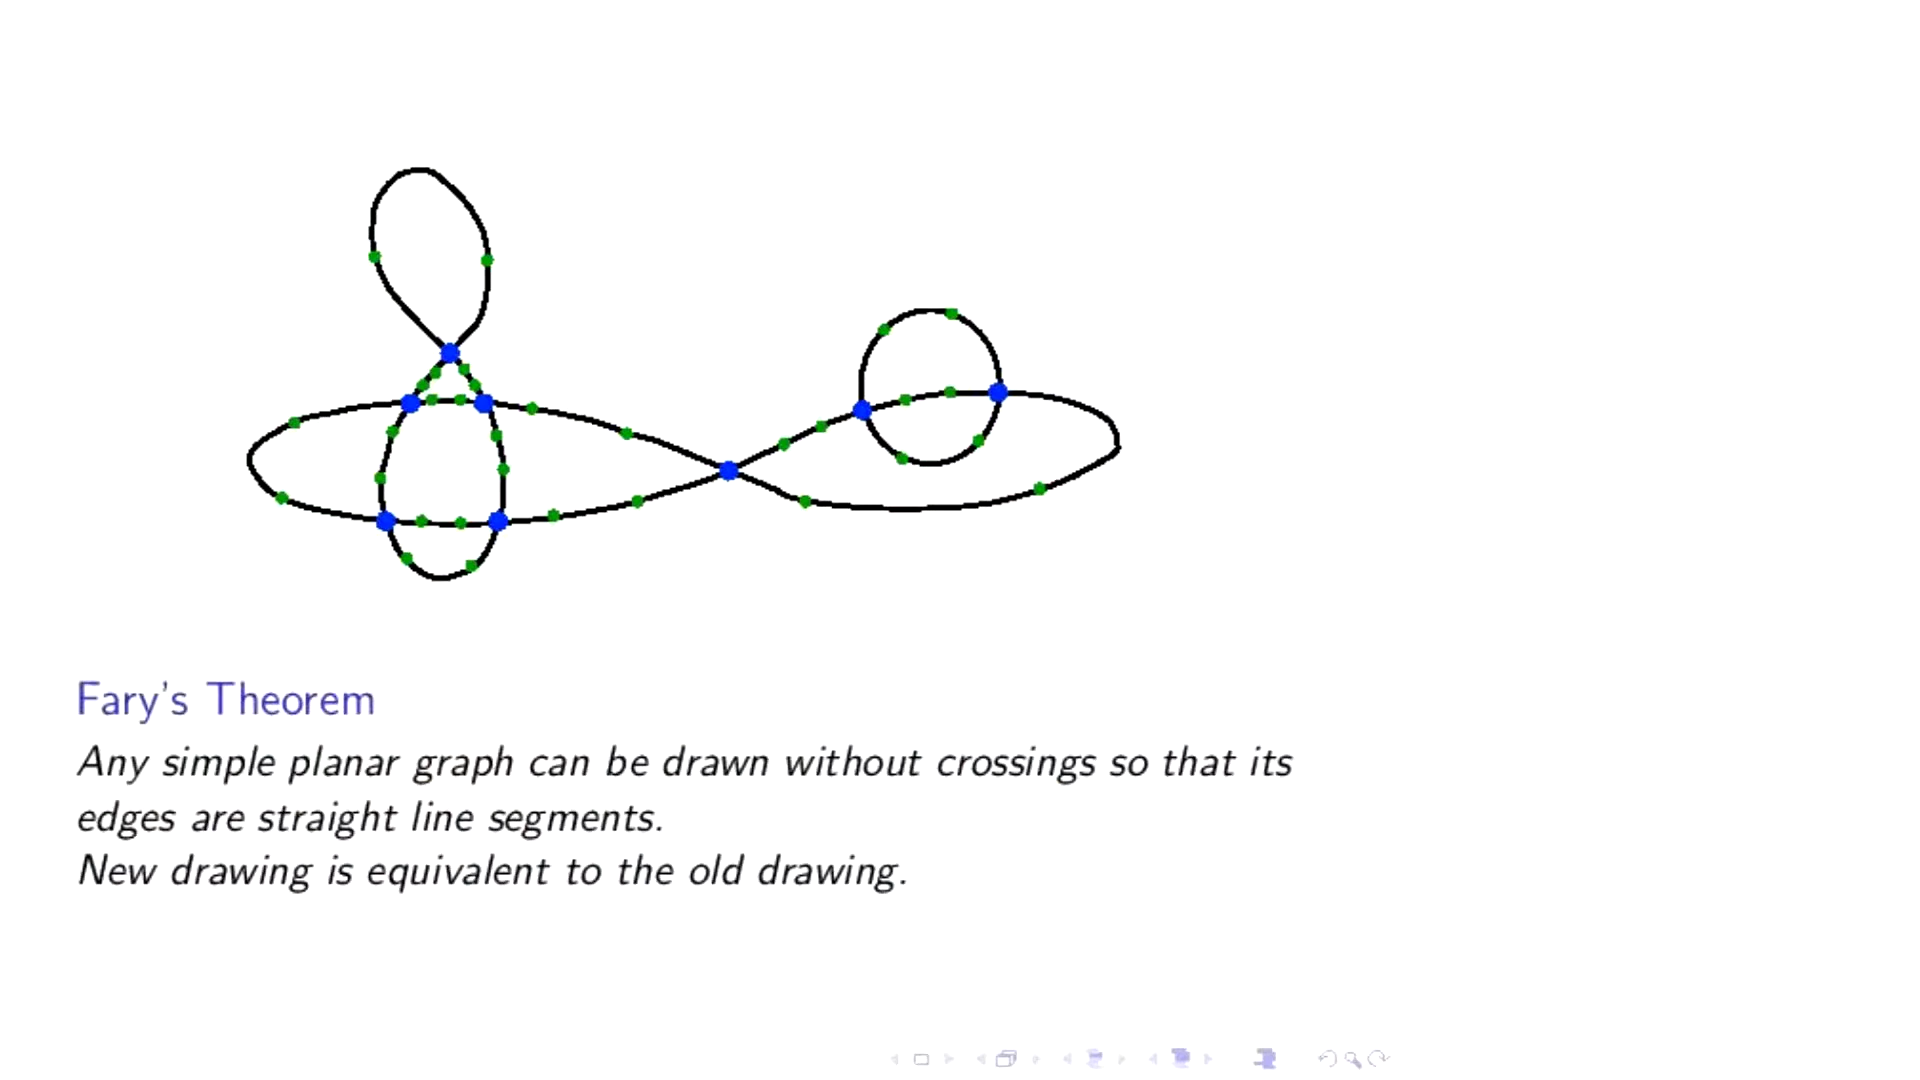 Fary's Theorem
Any simple planar graph can be drawn without crossings so that its
edges are straight line segments.
New drawing is equivalent to the old drawing.